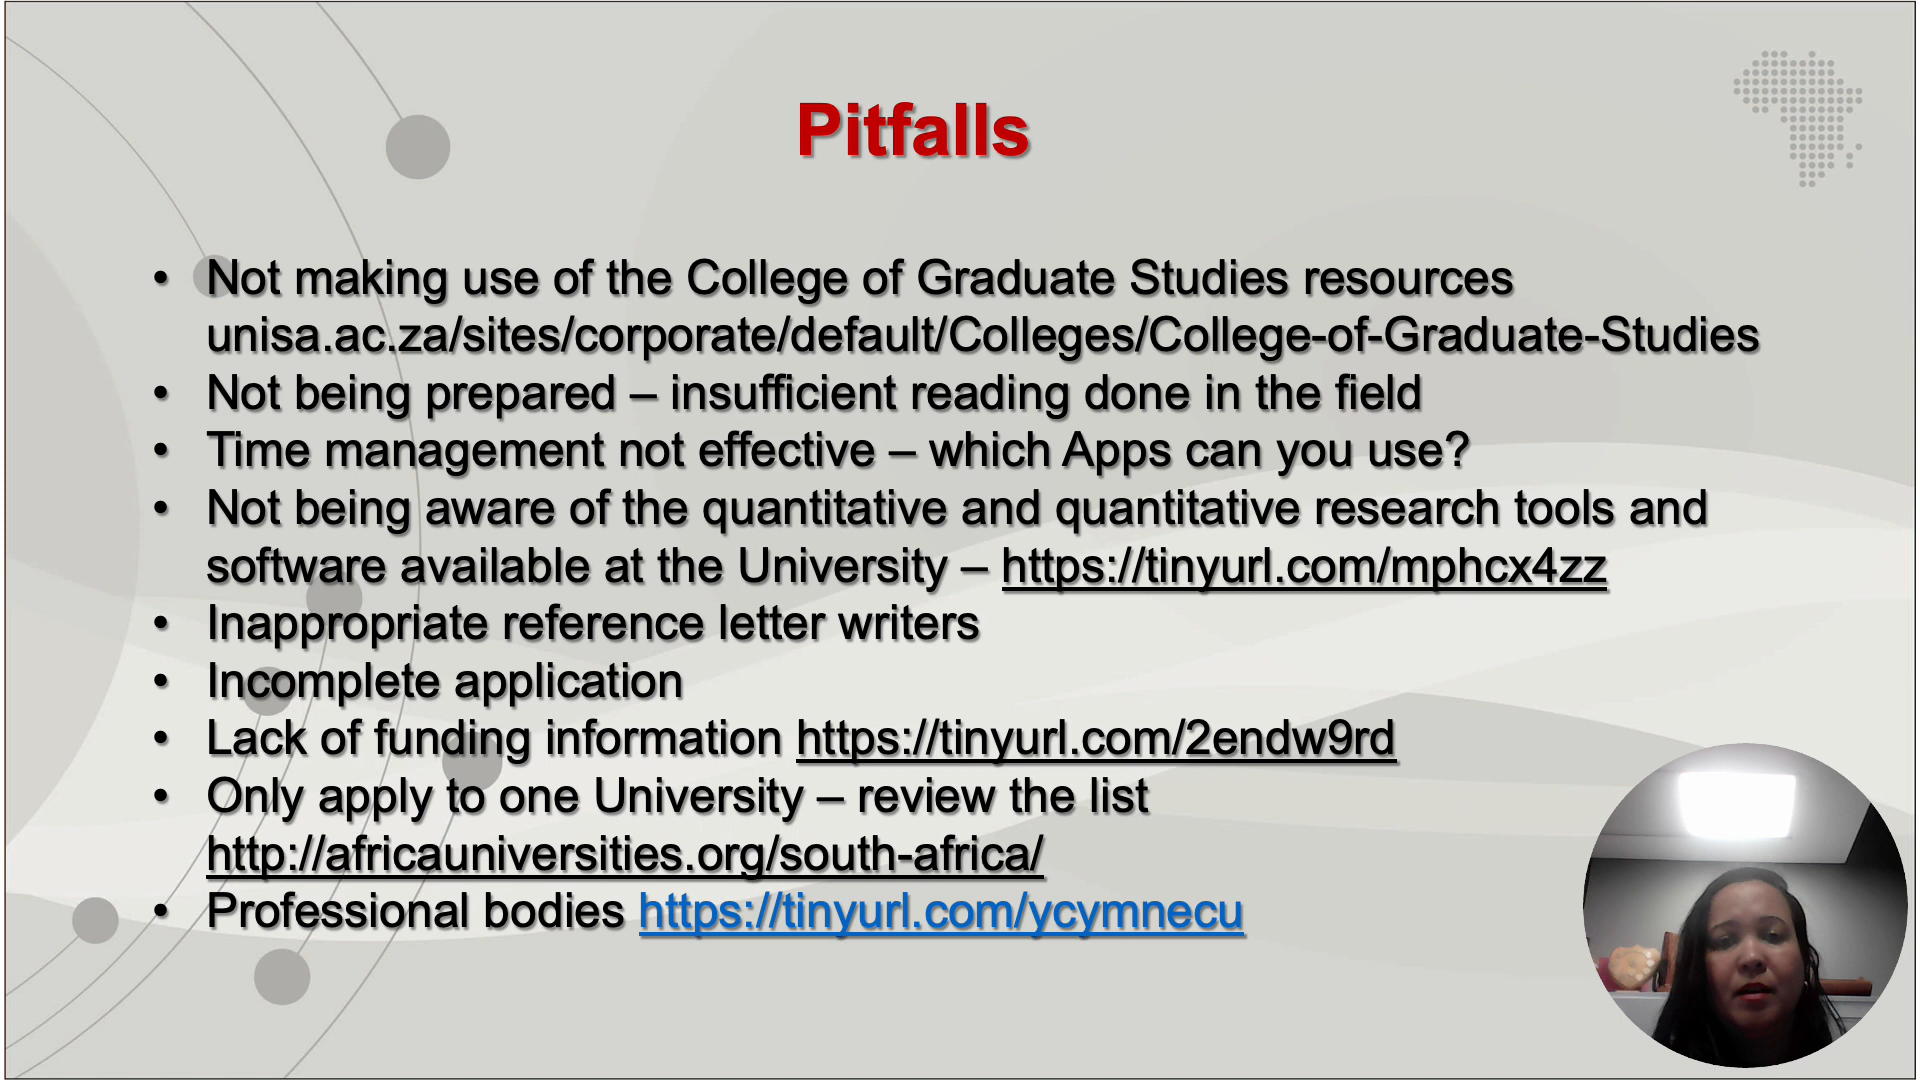 Pitfalls
• Not making use of the College of Graduate Studies resources
unisa.ac.za/sites/corporate/default/Colleges/College-of-Graduate-Studies
• Not being prepared – insufficient reading done in the field
• Time management not effective – which Apps can you use?
• Not being aware of the quantitative and quantitative research tools and
software available at the University – https://tinyurl.com/mphcx4zz
• Inappropriate reference letter writers
• Incomplete application
• Lack of funding information https://tinyurl.com/2endw9rd
• Only apply to one University – review the list
http://africauniversities.org/south-africa/
• Professional bodies https://tinyurl.com/ycymnecu